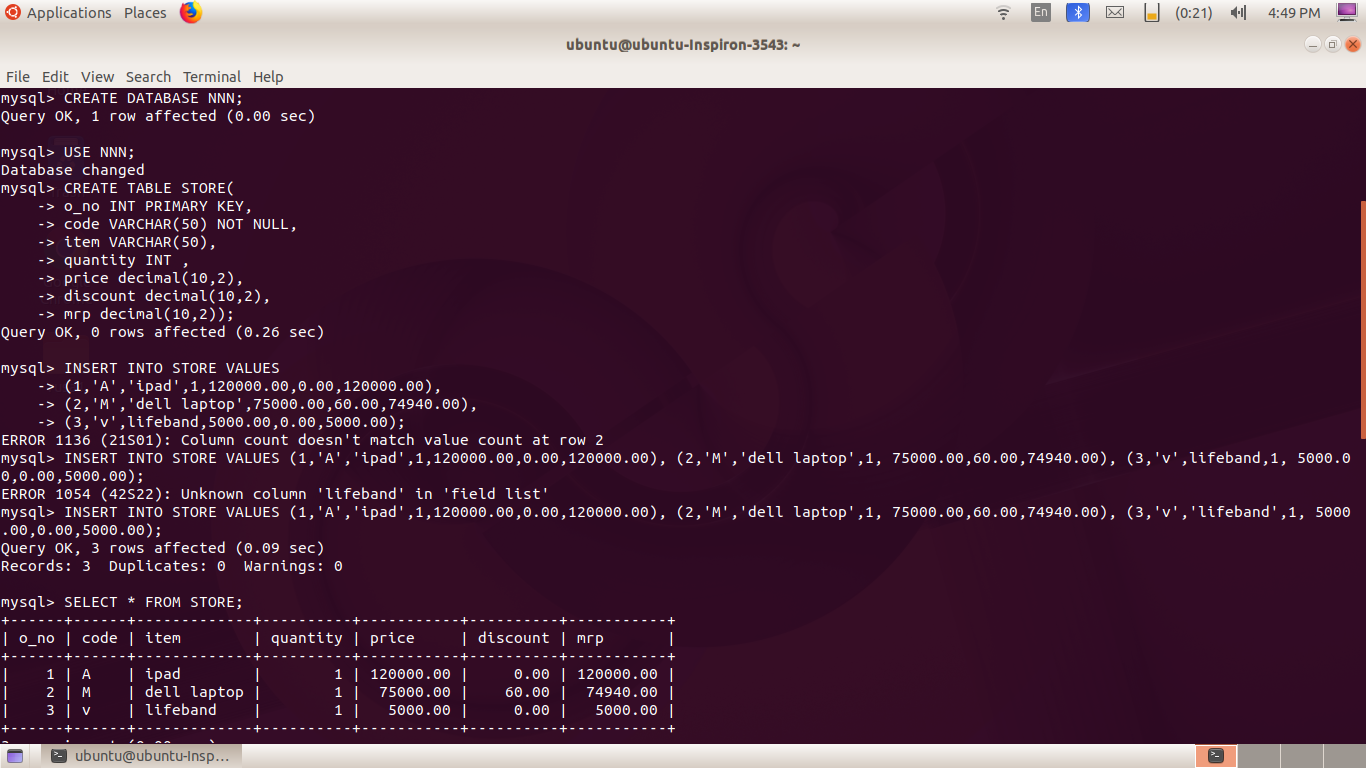 Applications Places En (0:21) 4:49 PM
ubuntu@ubuntu-Inspiron-3543: ~
File Edit View Search Terminal Help
mysql> CREATE DATABASE NNN;
Query OK, 1 row affected (0.00 sec)
mysql> USE NNN;
Database changed
mysql> CREATE TABLE STORE(
    -> o_no INT PRIMARY KEY,
    -> code VARCHAR(50) NOT NULL,
    -> item VARCHAR(50),
    -> quantity INT ,
    -> price decimal(10,2),
    -> discount decimal(10,2),
    -> mrp decimal(10,2));
Query OK, 0 rows affected (0.26 sec)
mysql> INSERT INTO STORE VALUES
    -> (1,'A','ipad',1,120000.00,0.00,120000.00),
    -> (2,'M','dell laptop',75000.00,60.00,74940.00),
    -> (3,'v',lifeband,5000.00,0.00,5000.00);
ERROR 1136 (21S01): Column count doesn't match value count at row 2
mysql> INSERT INTO STORE VALUES (1,'A','ipad',1,120000.00,0.00,120000.00), (2,'M','dell laptop',1, 75000.00,60.00,74940.00), (3,'v',lifeband,1, 5000.0
0,0.00,5000.00);
ERROR 1054 (42S22): Unknown column 'lifeband' in 'field list'
mysql> INSERT INTO STORE VALUES (1,'A','ipad',1,120000.00,0.00,120000.00), (2,'M','dell laptop',1, 75000.00,60.00,74940.00), (3,'v','lifeband',1, 5000
.00,0.00,5000.00);
Query OK, 3 rows affected (0.09 sec)
Records: 3  Duplicates: 0  Warnings: 0
mysql> SELECT * FROM STORE;
+------+------+-------------+----------+-----------+----------+-----------+
| o_no | code | item        | quantity | price     | discount | mrp       |
+------+------+-------------+----------+-----------+----------+-----------+
|    1 | A    | ipad        |        1 | 120000.00 |     0.00 | 120000.00 |
|    2 | M    | dell laptop |        1 |  75000.00 |    60.00 |  74940.00 |
|    3 | v    | lifeband    |        1 |   5000.00 |     0.00 |   5000.00 |
+------+------+-------------+----------+-----------+----------+-----------+
ubuntu@ubuntu-Insp...